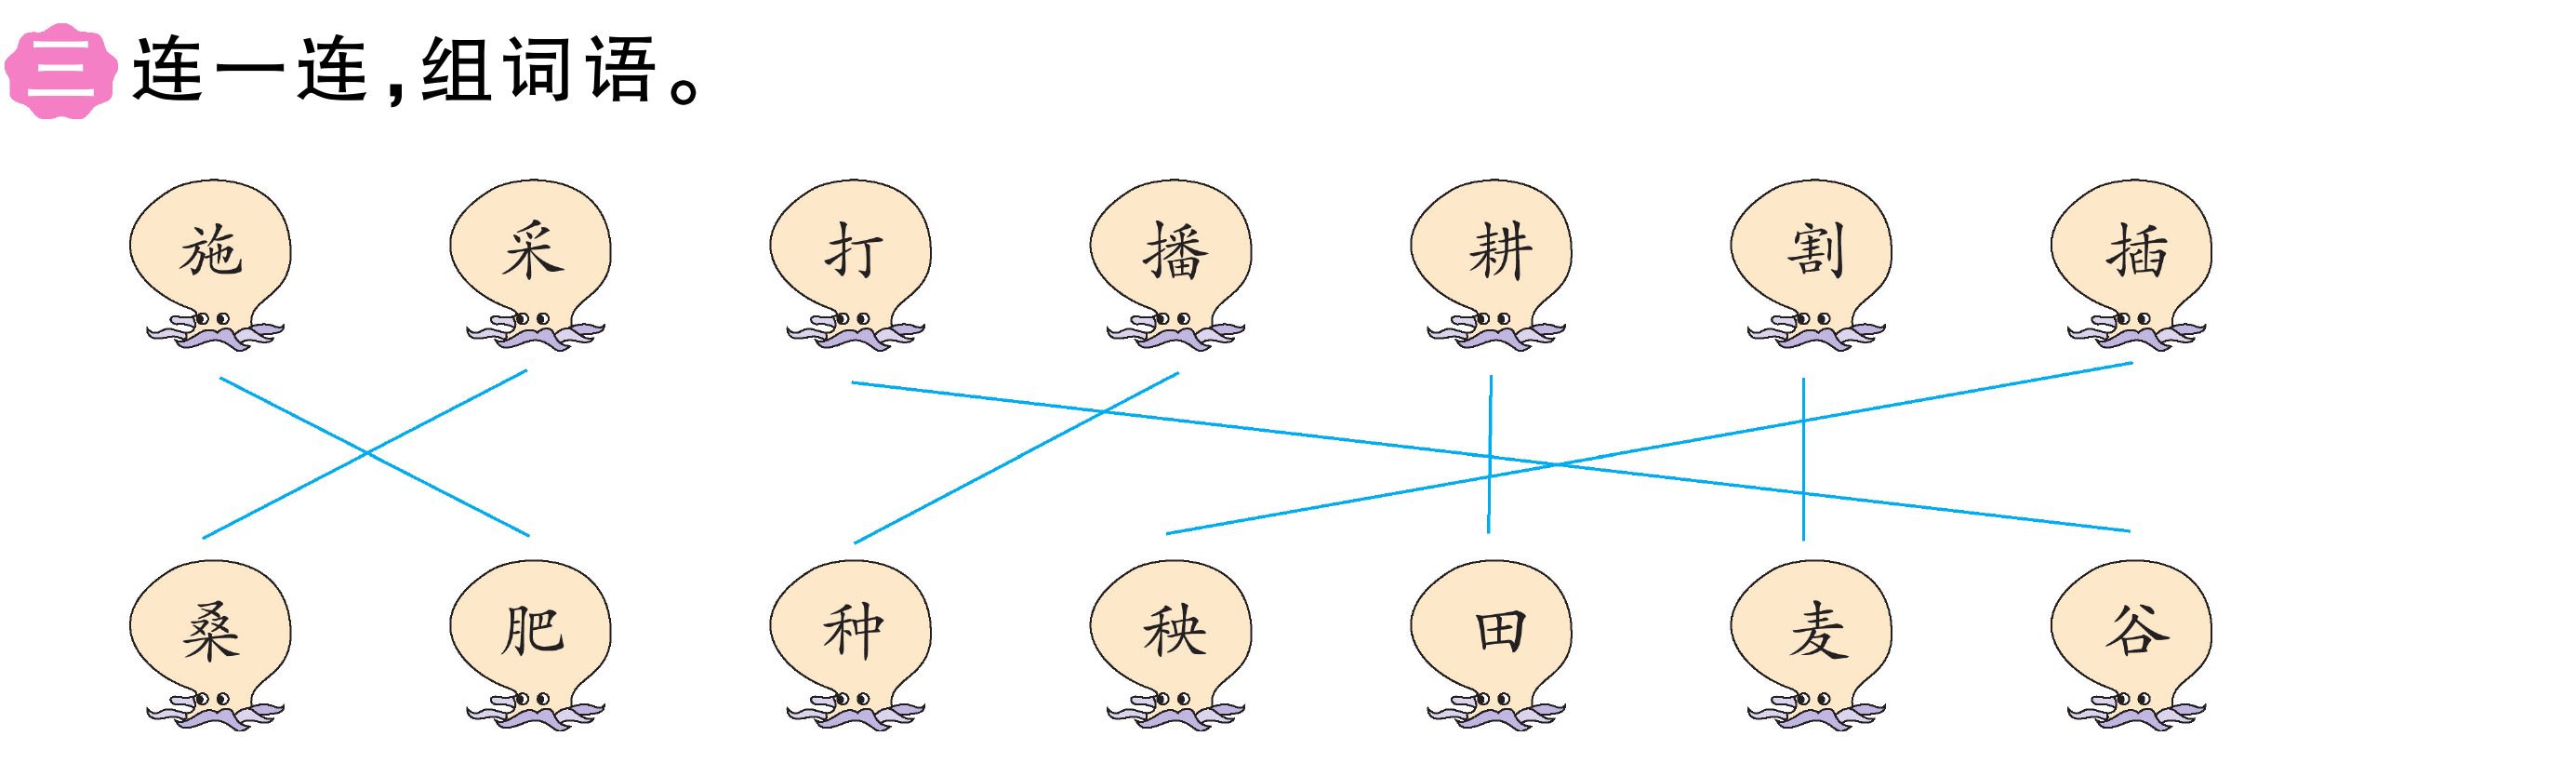 三 连一连,组词语。
施 采 打 播 耕 割 插
桑 肥 种 秧 田 麦 谷